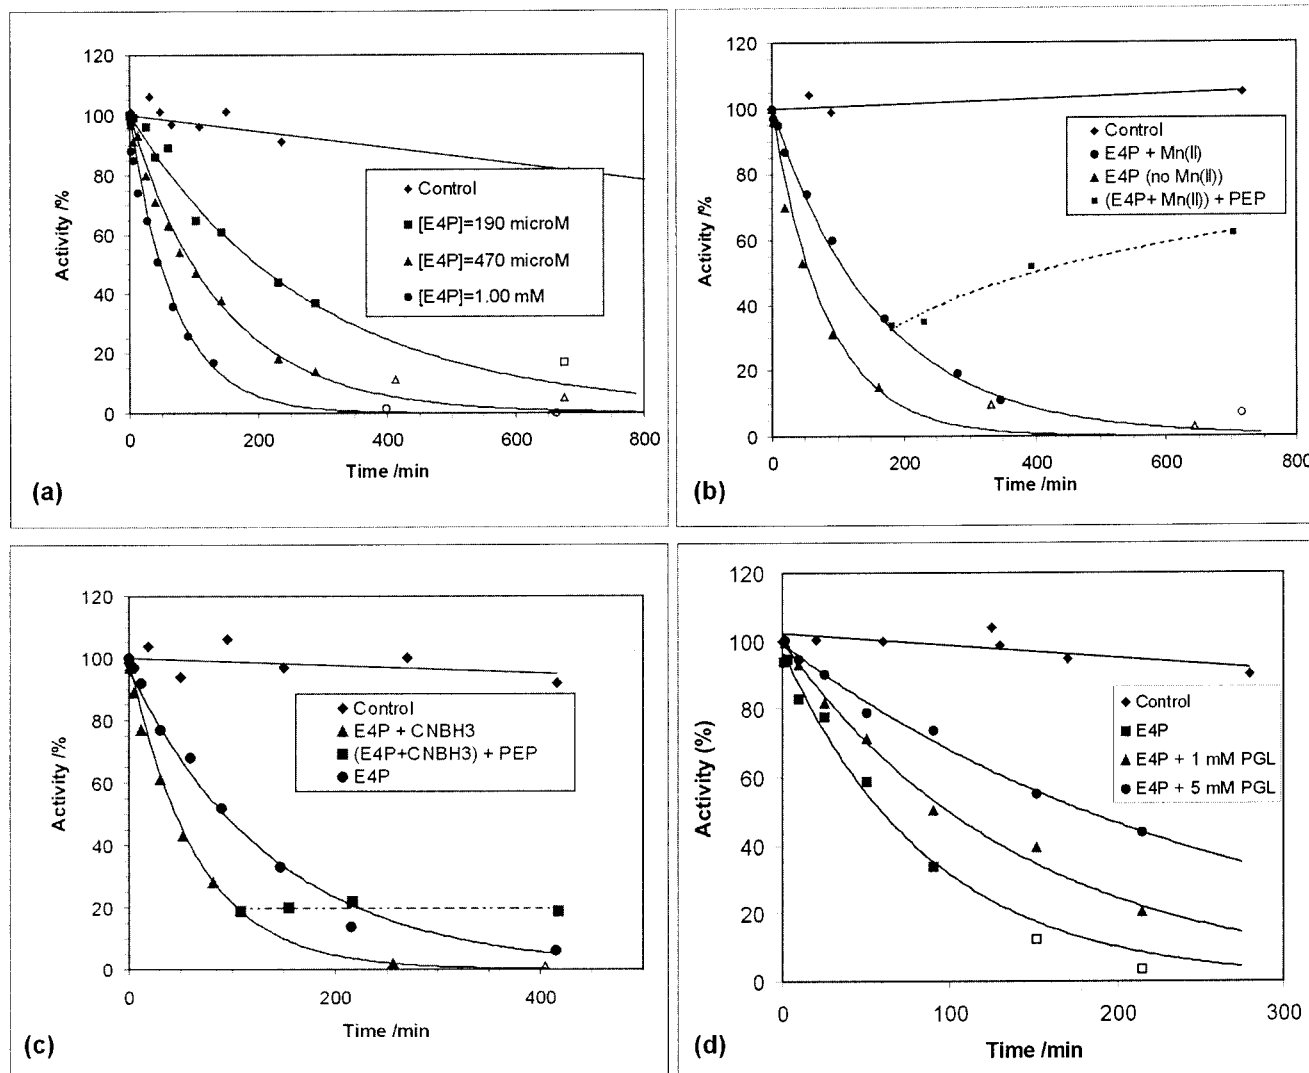 120
100
80
60
40
20
0
Activity /%
Control
[E4P]=190 microM
[E4P]=470 microM
[E4P]=1.00 mM
0 200 400 600 800
Time /min
(a)
120
100
80
60
40
20
0
Activity /%
Control
E4P + Mn(II)
E4P (no Mn(II))
(E4P+ Mn(II)) + PEP
0 200 400 600 800
Time /min
(b)
120
100
80
60
40
20
0
Activity /%
Control
E4P + CNBH3
(E4P+CNBH3) + PEP
E4P
0 200 400
Time /min
(c)
120
100
80
60
40
20
0
Activity (%)
Control
E4P
E4P + 1 mM PGL
E4P + 5 mM PGL
0 100 200 300
Time /min
(d)